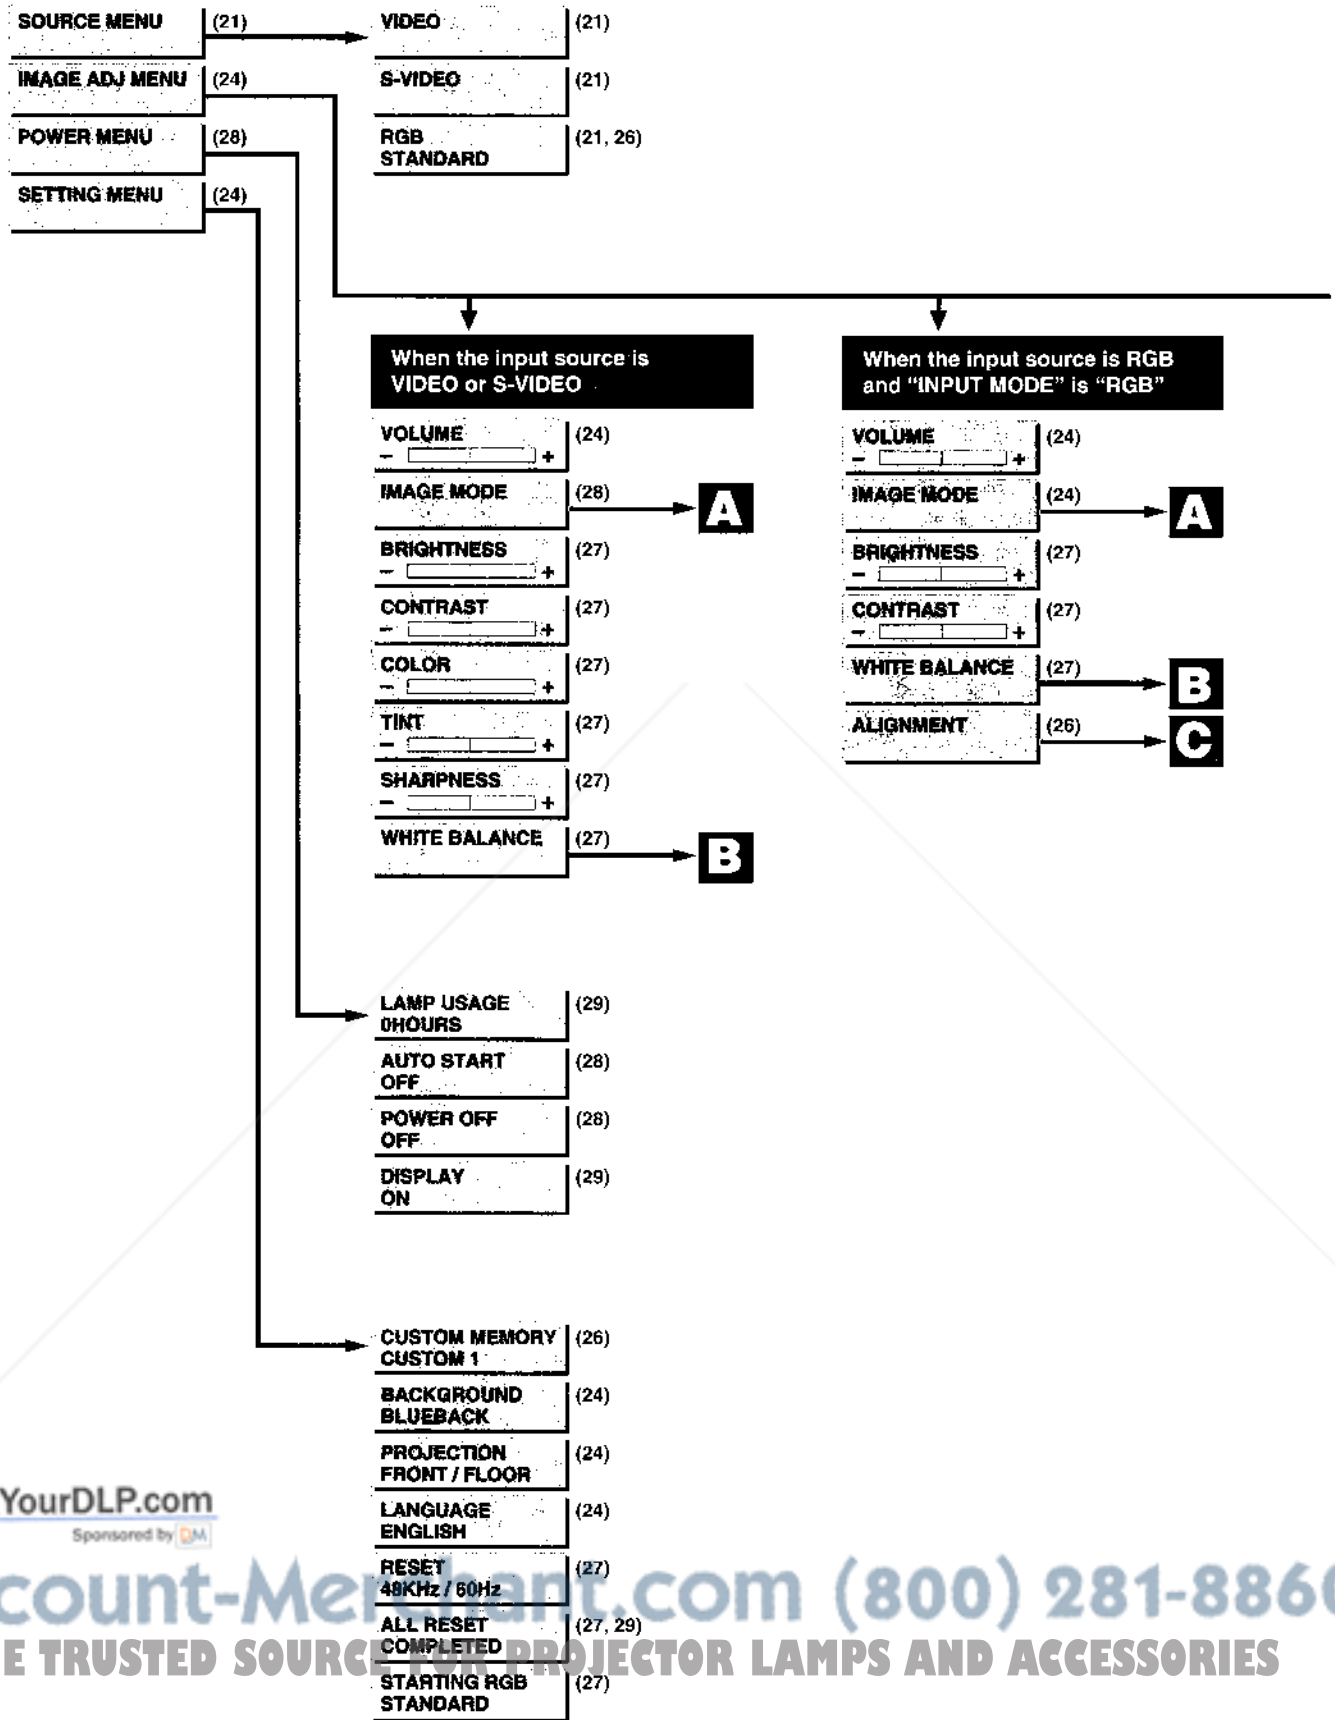 SOURCE MENU (21)
IMAGE ADJ MENU (24)
POWER MENU (28)
SETTING MENU (24)
VIDEO (21)
S-VIDEO (21)
RGB (21, 26)
STANDARD
When the input source is
VIDEO or S-VIDEO
VOLUME (24)
- +
IMAGE MODE (28)
A
BRIGHTNESS (27)
- +
CONTRAST (27)
- +
COLOR (27)
- +
TINT (27)
- +
SHARPNESS (27)
- +
WHITE BALANCE (27)
B
When the input source is RGB
and “INPUT MODE” is “RGB”
VOLUME (24)
- +
IMAGE MODE (24)
A
BRIGHTNESS (27)
- +
CONTRAST (27)
- +
WHITE BALANCE (27)
B
ALIGNMENT (26)
C
LAMP USAGE (29)
0HOURS
AUTO START (28)
OFF
POWER OFF (28)
OFF
DISPLAY (29)
ON
CUSTOM MEMORY (26)
CUSTOM 1
BACKGROUND (24)
BLUEBACK
PROJECTION (24)
FRONT / FLOOR
LANGUAGE (24)
ENGLISH
RESET (27)
48KHz / 60Hz
ALL RESET (27, 29)
COMPLETED
STARTING RGB (27)
STANDARD
YourDLP.com
Sponsored by DM
count-Merchant.com (800) 281-8860
E TRUSTED SOURCE FOR PROJECTOR LAMPS AND ACCESSORIES